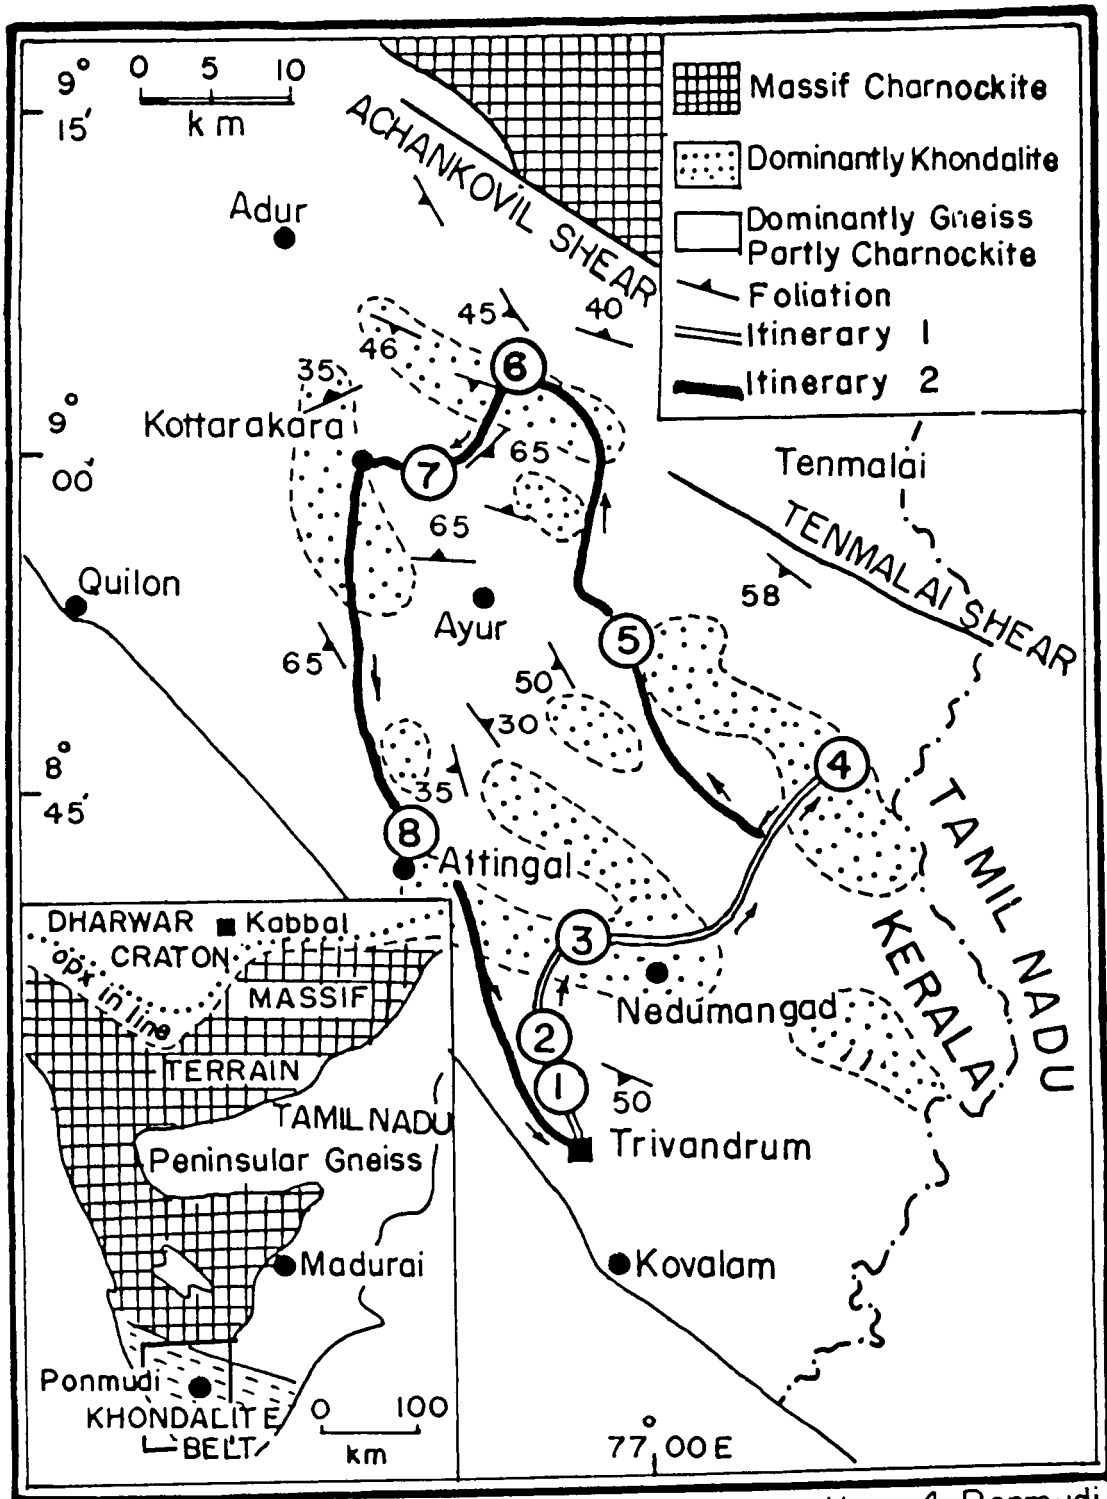 9° 15'
0 5 10
km
ACHANKOVIL SHEAR
Massif Charnockite
Dominantly Khondalite
Dominantly Gneiss
Partly Charnockite
Foliation
Itinerary 1
Itinerary 2
Adur
45
40
46
6
35
Kottarakara
9° 00'
7
65
Tenmalai
65
TENMALAI SHEAR
58
Quilon
Ayur
5
65
50
30
8° 45'
35
4
8
Attingal
TAMIL NADU
KERALA
3
Nedumangad
2
1
50
Trivandrum
Kovalam
77° 00 E
DHARWAR
Kabbal
CRATON
opx in line
MASSIF
TERRAIN
TAMIL NADU
Peninsular Gneiss
Madurai
Ponmudi
KHONDALITE
BELT
0 100
km
4 Ponmudi